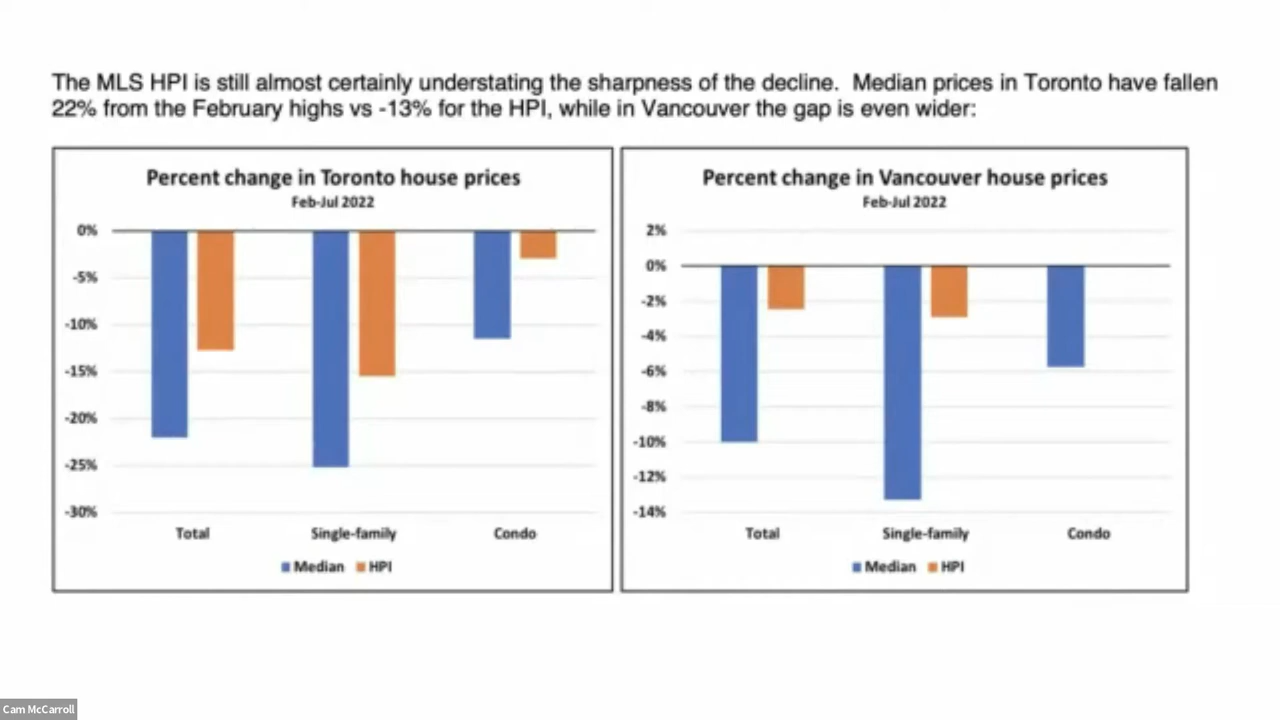 The MLS HPI is still almost certainly understating the sharpness of the decline.  Median prices in Toronto have fallen
22% from the February highs vs -13% for the HPI, while in Vancouver the gap is even wider:
Percent change in Toronto house prices
Feb-Jul 2022
0%
-5%
-10%
-15%
-20%
-25%
-30%
Total Single-family Condo
Median HPI
Percent change in Vancouver house prices
Feb-Jul 2022
2%
0%
-2%
-4%
-6%
-8%
-10%
-12%
-14%
Total Single-family Condo
Median HPI
Cam McCarroll